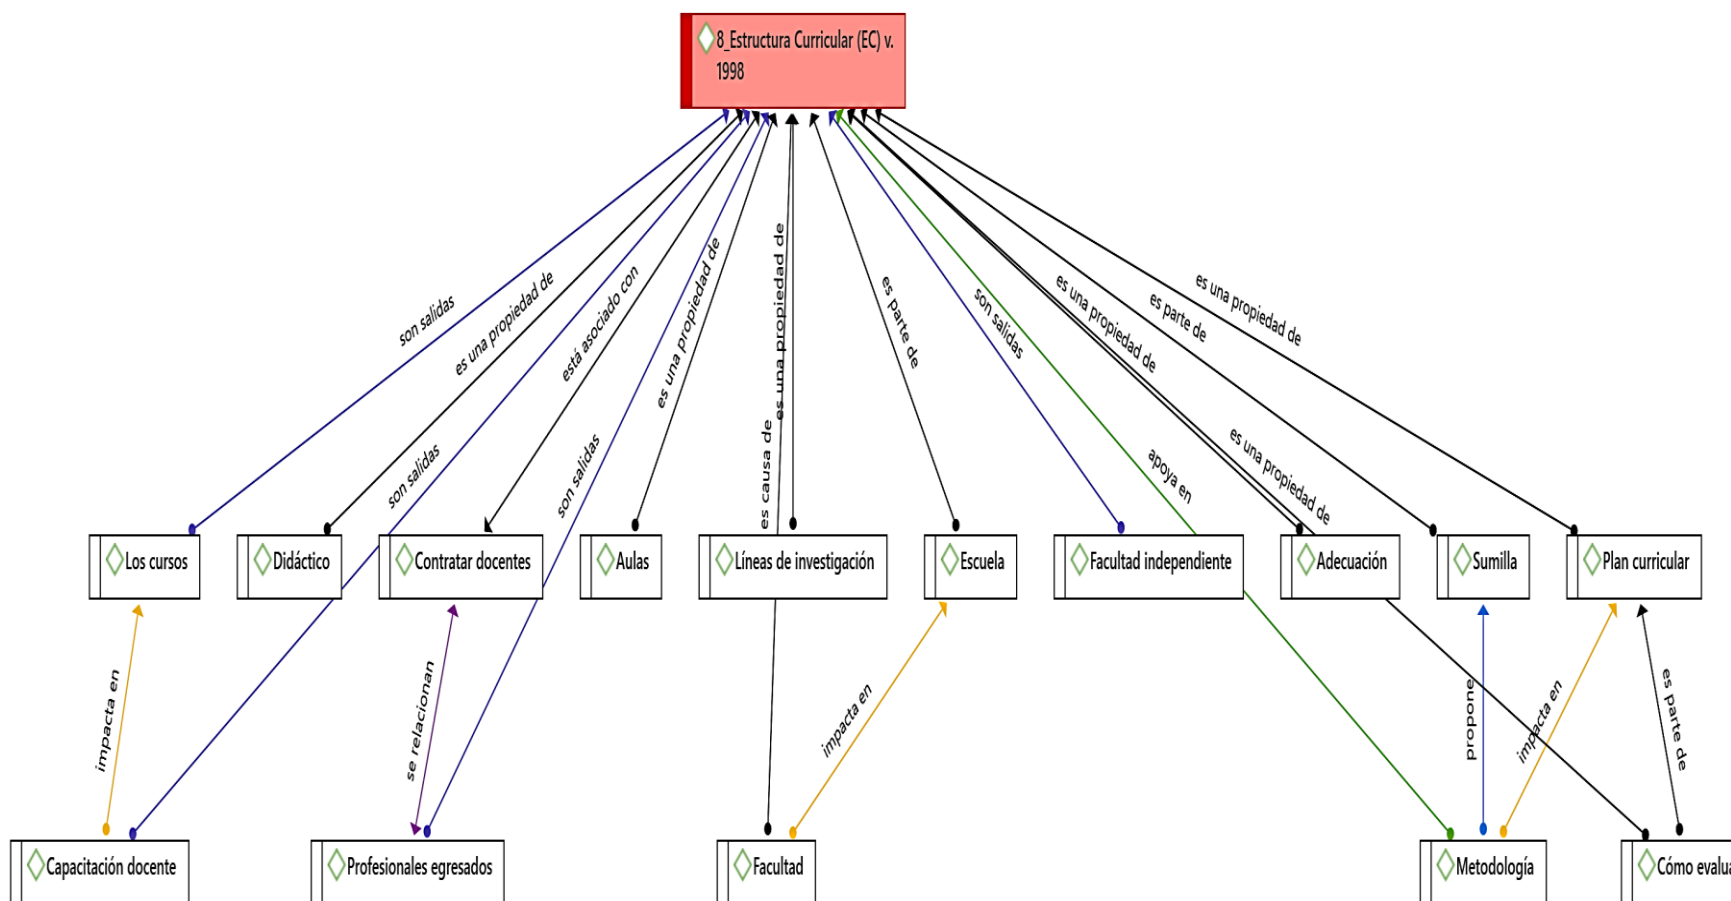 8_Estructura Curricular (EC) v.
1998
son salidas
es una propiedad de
está asociado con
es una propiedad de
es una propiedad de
es parte de
son salidas
es una propiedad de
es parte de
es una propiedad de
son salidas
son salidas
es causa de
apoya en
es una propiedad de
Los cursos
Didáctico
Contratar docentes
Aulas
Líneas de investigación
Escuela
Facultad independiente
Adecuación
Sumilla
Plan curricular
impacta en
se relacionan
impacta en
propone
impacta en
es parte de
Capacitación docente
Profesionales egresados
Facultad
Metodología
Cómo evalua